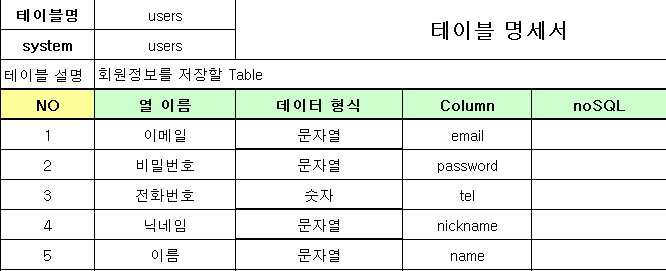 테이블명 users 테이블 명세서
system users
테이블 설명 회원정보를 저장할 Table
NO 열 이름 데이터 형식 Column noSQL
1 이메일 문자열 email
2 비밀번호 문자열 password
3 전화번호 숫자 tel
4 닉네임 문자열 nickname
5 이름 문자열 name